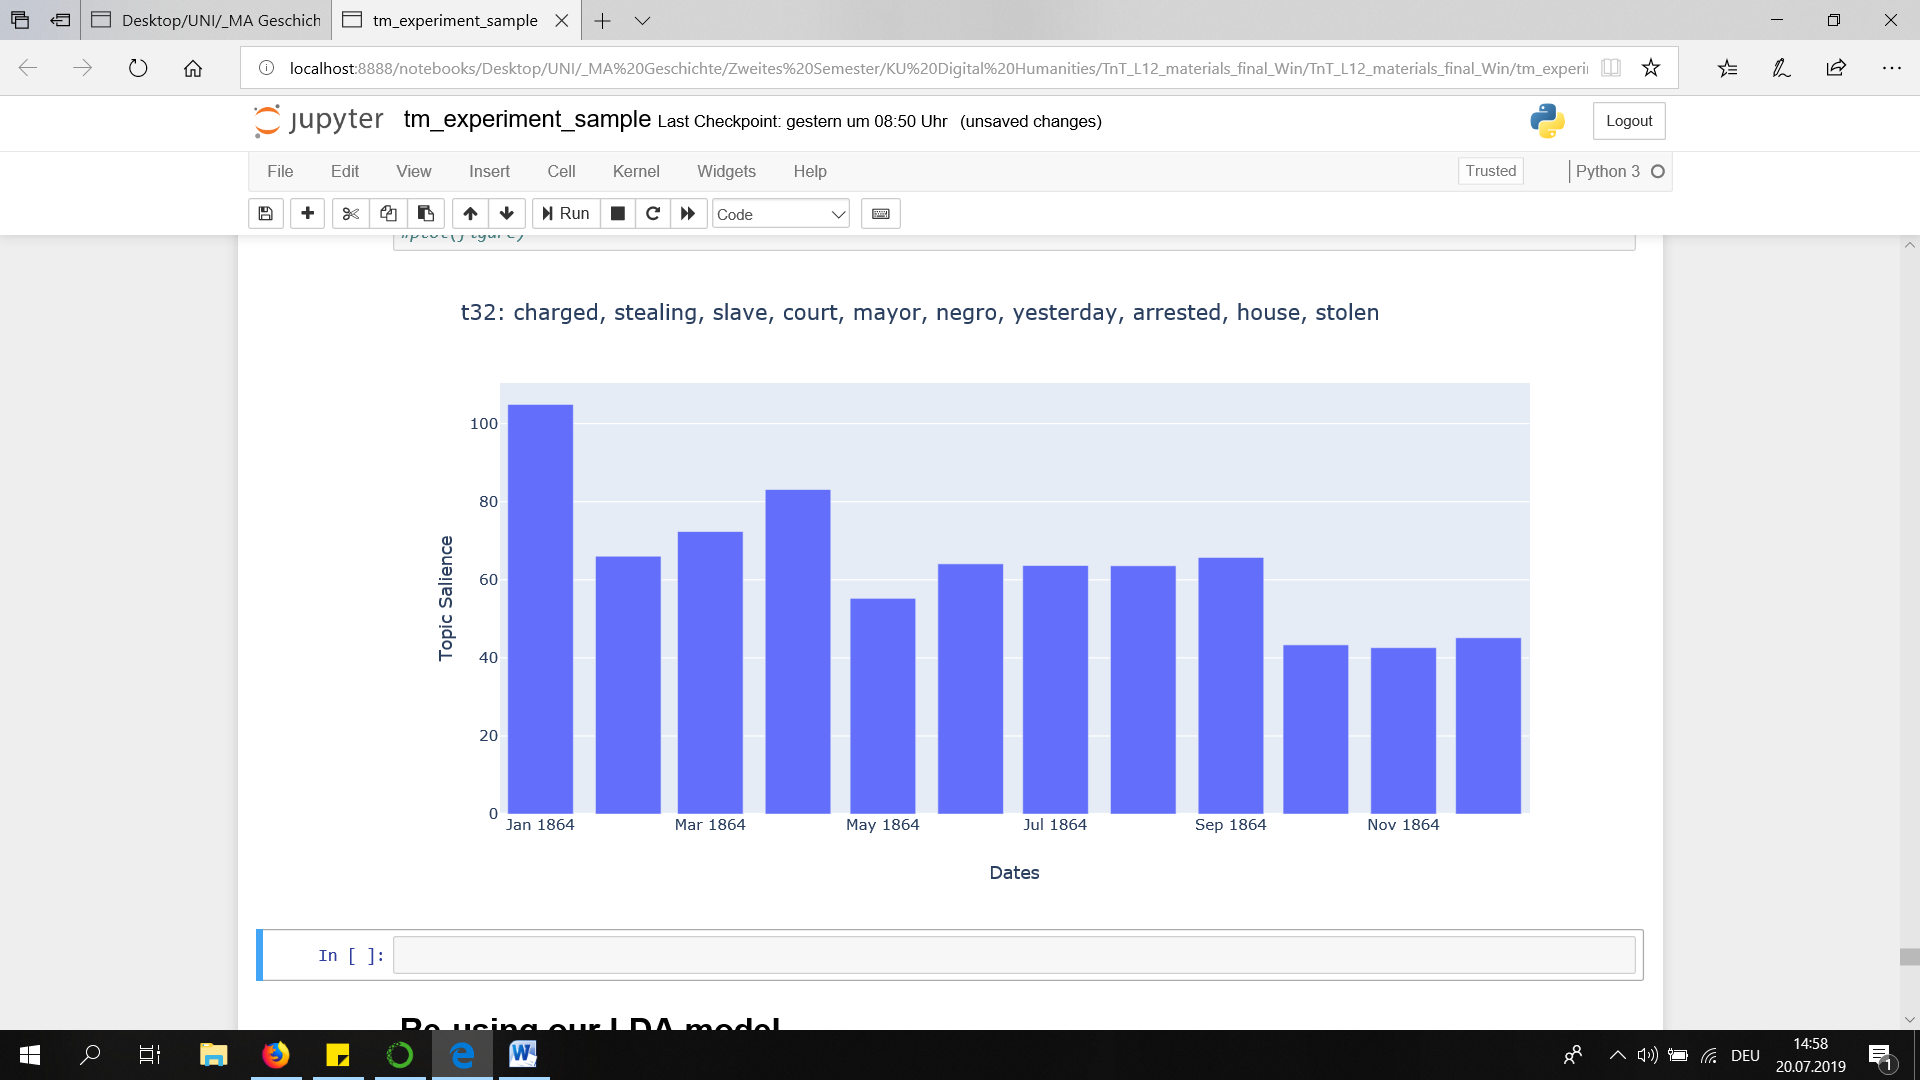 Desktop/UNI/_MA Geschich
tm_experiment_sample
localhost:8888/notebooks/Desktop/UNI/_MA%20Geschichte/Zweites%20Semester/KU%20Digital%20Humanities/TnT_L12_materials_final_Win/TnT_L12_materials_final_Win/tm_experi
jupyter tm_experiment_sample Last Checkpoint: gestern um 08:50 Uhr (unsaved changes)
Logout
File Edit View Insert Cell Kernel Widgets Help
Trusted
Python 3
Run
Code
#plot(figure)
t32: charged, stealing, slave, court, mayor, negro, yesterday, arrested, house, stolen
100
80
60
40
20
0
Topic Salience
Jan 1864 Mar 1864 May 1864 Jul 1864 Sep 1864 Nov 1864
Dates
In [ ]:
Re-using our LDA model
DEU
14:58
20.07.2019
1